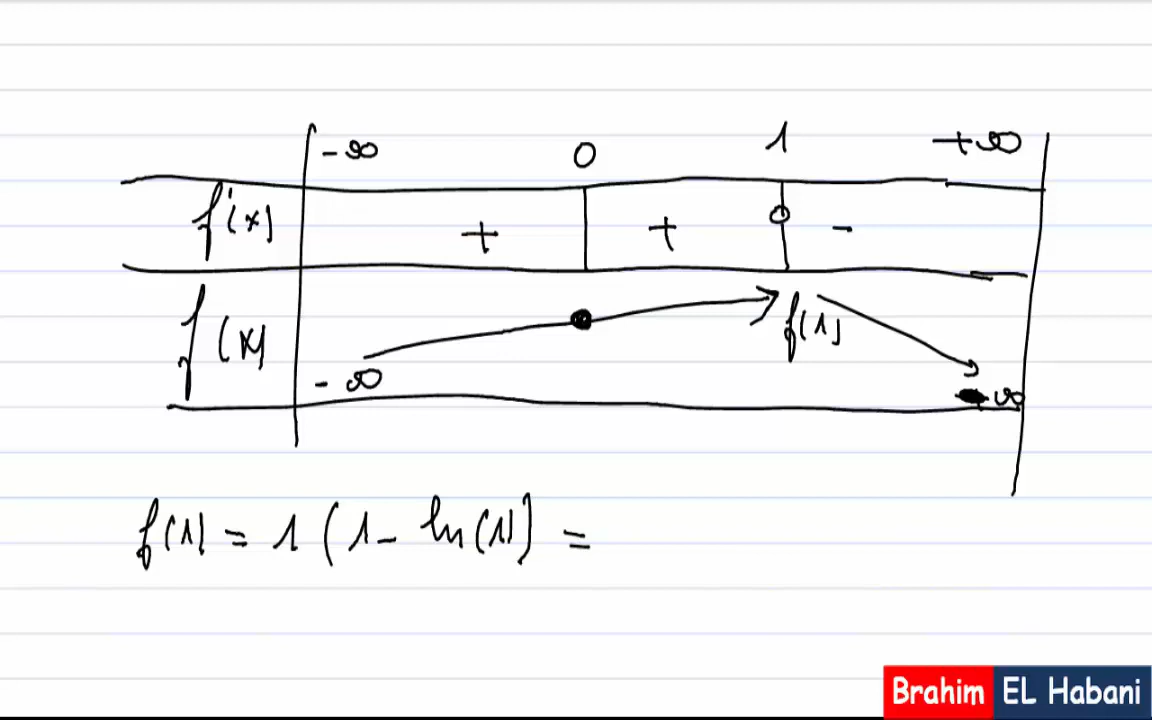 -∞ 0 1 +∞
f'(x) + + 0 -
f(x) -∞ f(1) +∞
f(1) = 1 (1 - ln(1)) =
Brahim EL Habani